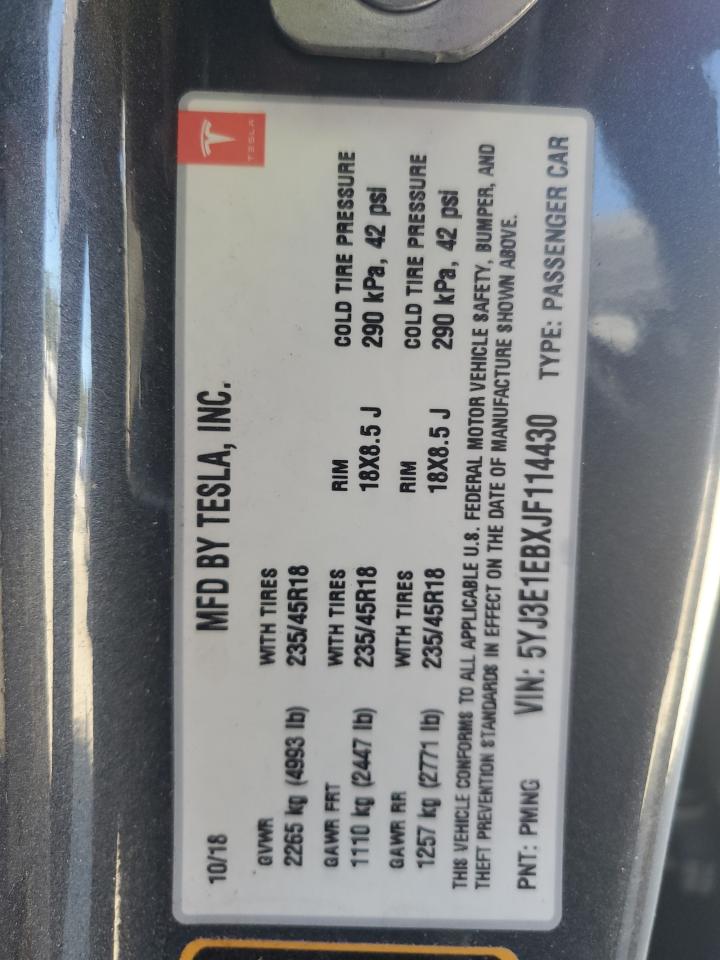 TESLA
MFD BY TESLA, INC.
10/18
GVWR WITH TIRES
2265 kg (4993 lb) 235/45R18
GAWR FRT WITH TIRES RIM COLD TIRE PRESSURE
1110 kg (2447 lb) 235/45R18 18X8.5 J 290 kPa, 42 psi
GAWR RR WITH TIRES RIM COLD TIRE PRESSURE
1257 kg (2771 lb) 235/45R18 18X8.5 J 290 kPa, 42 psi
THIS VEHICLE CONFORMS TO ALL APPLICABLE U.S. FEDERAL MOTOR VEHICLE SAFETY, BUMPER, AND
THEFT PREVENTION STANDARDS IN EFFECT ON THE DATE OF MANUFACTURE SHOWN ABOVE.
PNT: PMNG VIN: 5YJ3E1EBXJF114430 TYPE: PASSENGER CAR